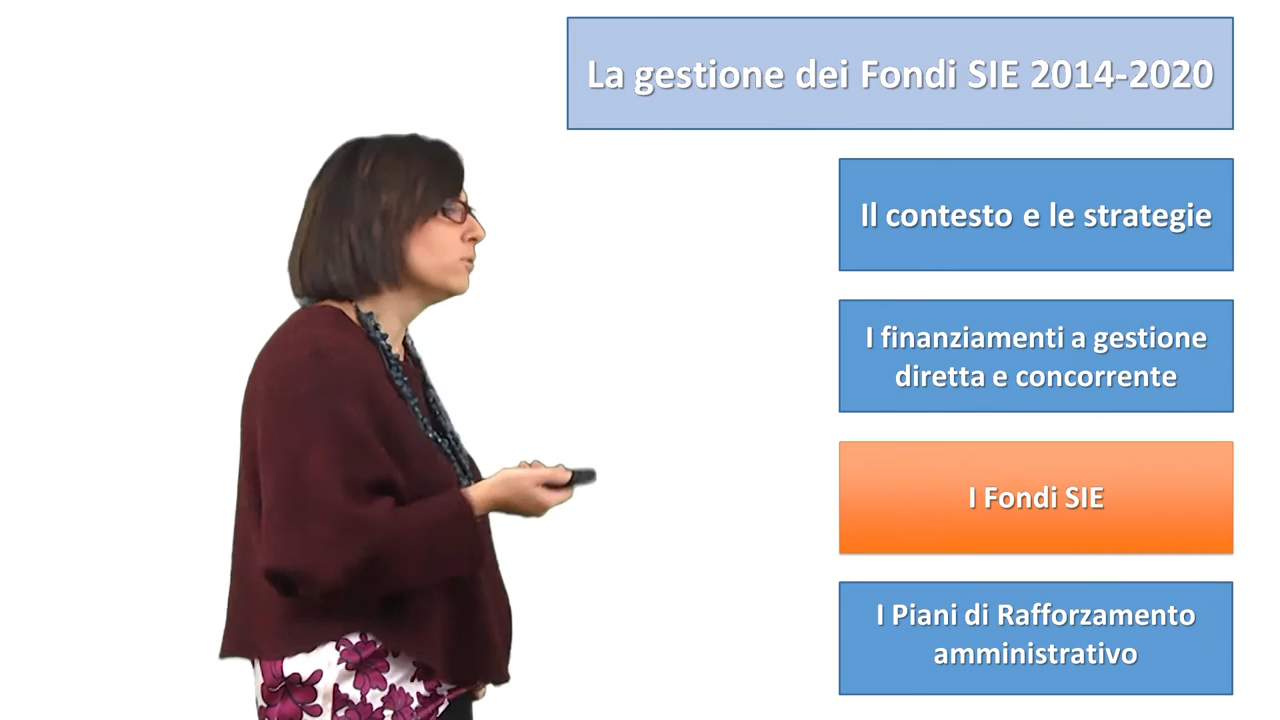 La gestione dei Fondi SIE 2014-2020
Il contesto e le strategie
I finanziamenti a gestione
diretta e concorrente
I Fondi SIE
I Piani di Rafforzamento
amministrativo